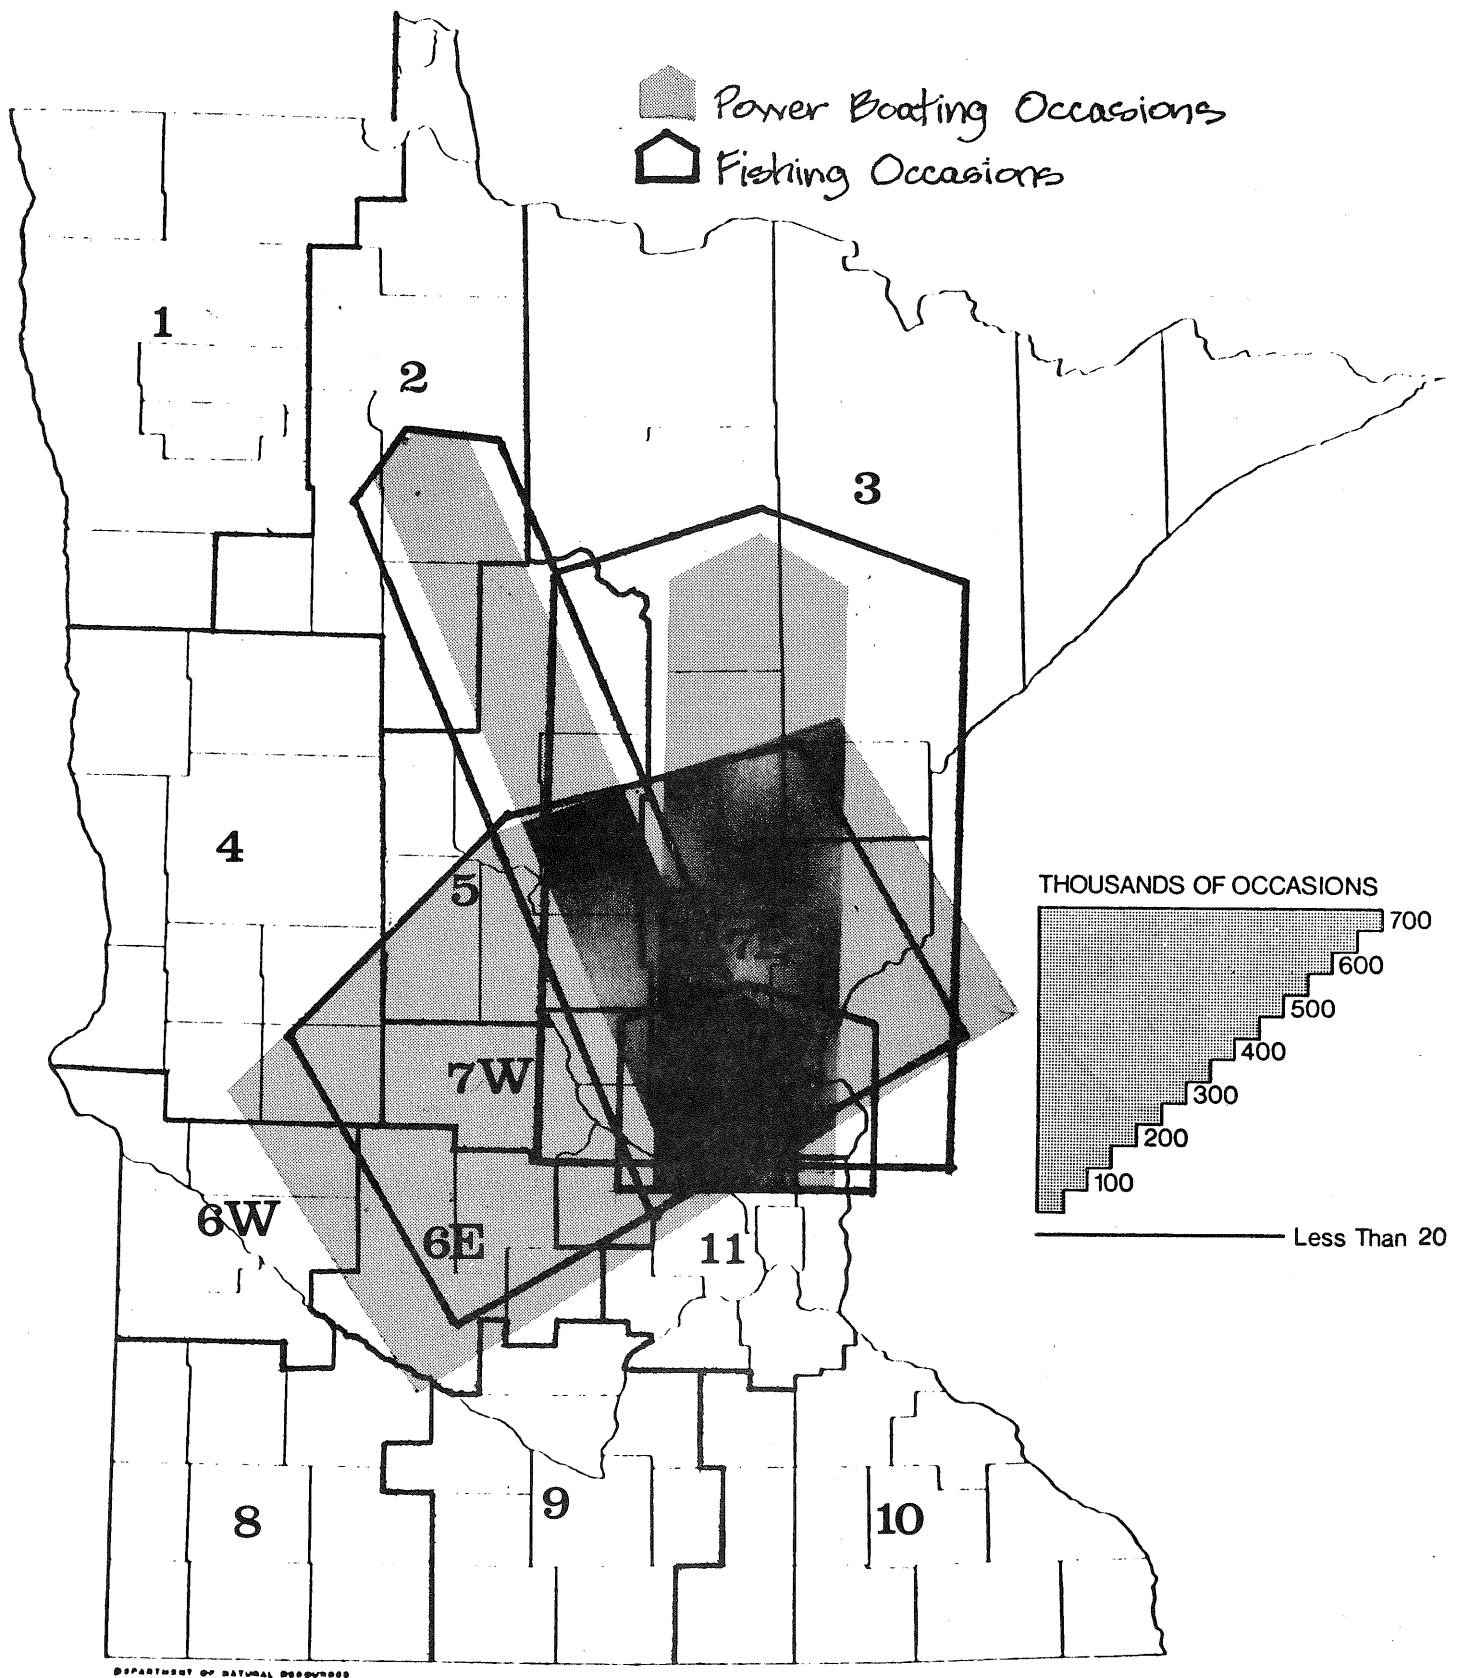 Power Boating Occasions
Fishing Occasions
1
2
3
4
5
THOUSANDS OF OCCASIONS
700
600
500
400
300
200
100
Less Than 20
7W
6W
6E
11
8
9
10
DEPARTMENT OF NATURAL RESOURCES